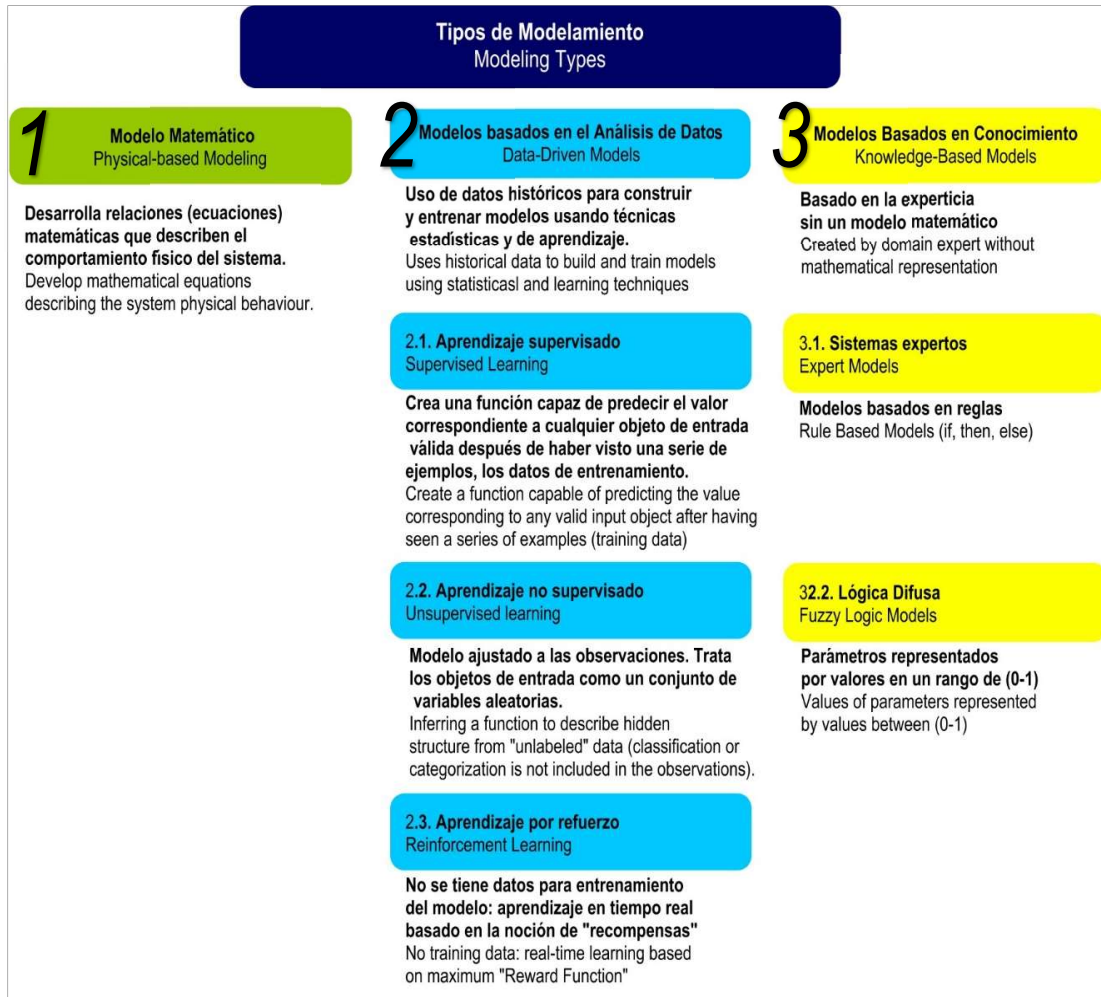 Tipos de Modelamiento
Modeling Types
1
Modelo Matemático
Physical-based Modeling
Desarrolla relaciones (ecuaciones)
matemáticas que describen el
comportamiento físico del sistema.
Develop mathematical equations
describing the system physical behaviour.
2
Modelos basados en el Análisis de Datos
Data-Driven Models
Uso de datos históricos para construir
y entrenar modelos usando técnicas
estadísticas y de aprendizaje.
Uses historical data to build and train models
using statisticasl and learning techniques
2.1. Aprendizaje supervisado
Supervised Learning
Crea una función capaz de predecir el valor
correspondiente a cualquier objeto de entrada
válida después de haber visto una serie de
ejemplos, los datos de entrenamiento.
Create a function capable of predicting the value
corresponding to any valid input object after having
seen a series of examples (training data)
2.2. Aprendizaje no supervisado
Unsupervised learning
Modelo ajustado a las observaciones. Trata
los objetos de entrada como un conjunto de
variables aleatorias.
Inferring a function to describe hidden
structure from "unlabeled" data (classification or
categorization is not included in the observations).
2.3. Aprendizaje por refuerzo
Reinforcement Learning
No se tiene datos para entrenamiento
del modelo: aprendizaje en tiempo real
basado en la noción de "recompensas"
No training data: real-time learning based
on maximum "Reward Function"
3
Modelos Basados en Conocimiento
Knowledge-Based Models
Basado en la experticia
sin un modelo matemático
Created by domain expert without
mathematical representation
3.1. Sistemas expertos
Expert Models
Modelos basados en reglas
Rule Based Models (if, then, else)
32.2. Lógica Difusa
Fuzzy Logic Models
Parámetros representados
por valores en un rango de (0-1)
Values of parameters represented
by values between (0-1)